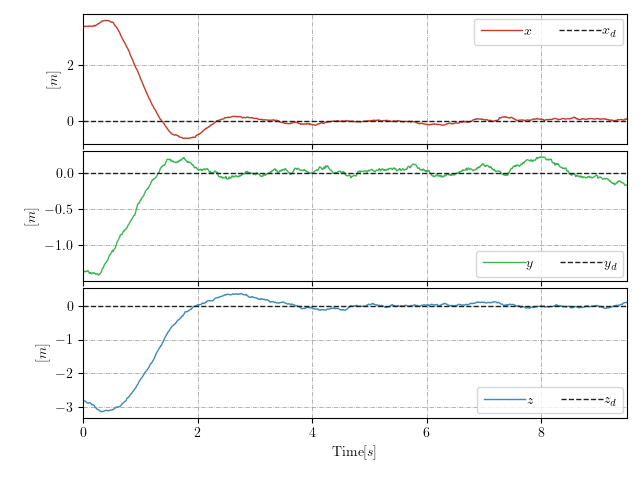 x x_d
2
0
[m]
0.0
−0.5
−1.0
[m]
y y_d
0
−1
−2
−3
[m]
z z_d
0 2 4 6 8
Time[s]